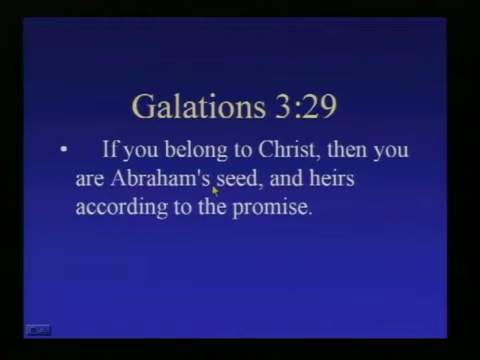 Galations 3:29
• If you belong to Christ, then you
are Abraham's seed, and heirs
according to the promise.